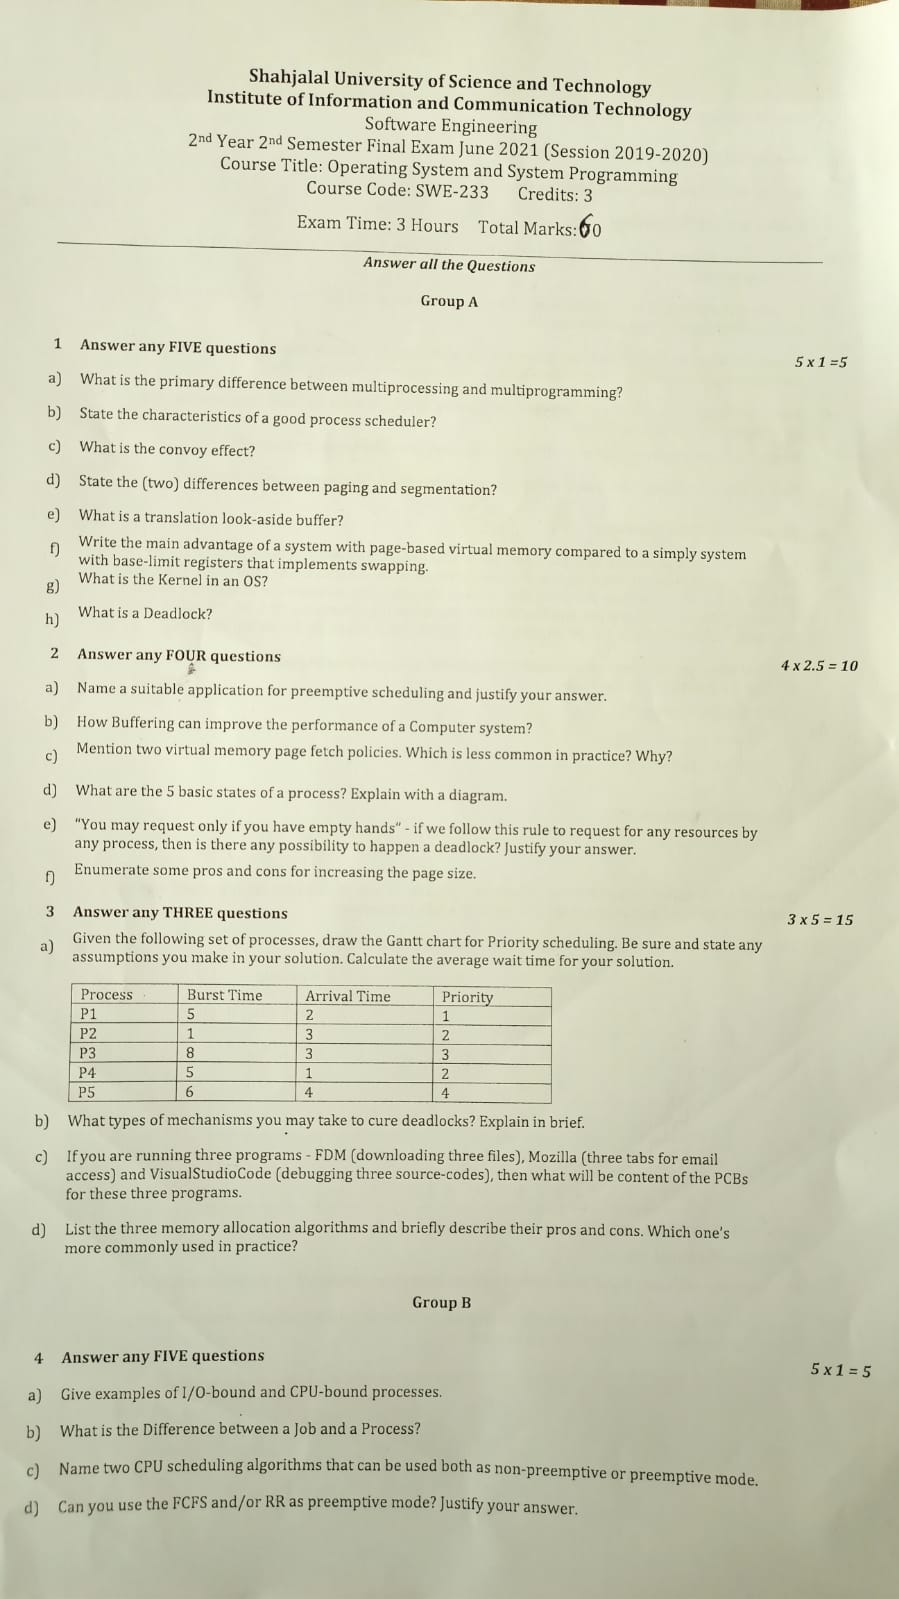 Shahjalal University of Science and Technology
Institute of Information and Communication Technology
Software Engineering
2nd Year 2nd Semester Final Exam June 2021 (Session 2019-2020)
Course Title: Operating System and System Programming
Course Code: SWE-233 Credits: 3
Exam Time: 3 Hours Total Marks: 60
Answer all the Questions
Group A
1 Answer any FIVE questions
5 x 1 =5
a) What is the primary difference between multiprocessing and multiprogramming?
b) State the characteristics of a good process scheduler?
c) What is the convoy effect?
d) State the (two) differences between paging and segmentation?
e) What is a translation look-aside buffer?
f) Write the main advantage of a system with page-based virtual memory compared to a simply system
with base-limit registers that implements swapping.
g) What is the Kernel in an OS?
h) What is a Deadlock?
2 Answer any FOUR questions
4 x 2.5 = 10
a) Name a suitable application for preemptive scheduling and justify your answer.
b) How Buffering can improve the performance of a Computer system?
c) Mention two virtual memory page fetch policies. Which is less common in practice? Why?
d) What are the 5 basic states of a process? Explain with a diagram.
e) "You may request only if you have empty hands" - if we follow this rule to request for any resources by
any process, then is there any possibility to happen a deadlock? Justify your answer.
f) Enumerate some pros and cons for increasing the page size.
3 Answer any THREE questions
3 x 5 = 15
a) Given the following set of processes, draw the Gantt chart for Priority scheduling. Be sure and state any
assumptions you make in your solution. Calculate the average wait time for your solution.
Process Burst Time Arrival Time Priority
P1 5 2 1
P2 1 3 2
P3 8 3 3
P4 5 1 2
P5 6 4 4
b) What types of mechanisms you may take to cure deadlocks? Explain in brief.
c) If you are running three programs - FDM (downloading three files), Mozilla (three tabs for email
access) and VisualStudioCode (debugging three source-codes), then what will be content of the PCBs
for these three programs.
d) List the three memory allocation algorithms and briefly describe their pros and cons. Which one's
more commonly used in practice?
Group B
4 Answer any FIVE questions
5 x 1 = 5
a) Give examples of I/O-bound and CPU-bound processes.
b) What is the Difference between a Job and a Process?
c) Name two CPU scheduling algorithms that can be used both as non-preemptive or preemptive mode.
d) Can you use the FCFS and/or RR as preemptive mode? Justify your answer.